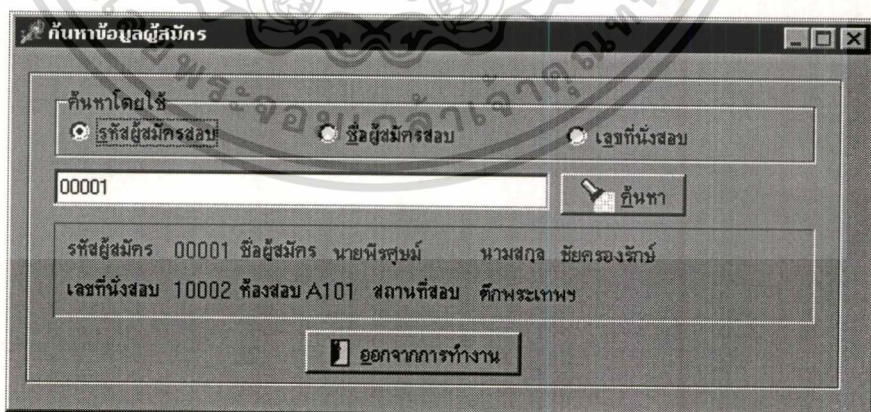 ค้นหาข้อมูลผู้สมัคร
ค้นหาโดยใช้
รหัสผู้สมัครสอบ ชื่อผู้สมัครสอบ เลขที่นั่งสอบ
00001 ค้นหา
รหัสผู้สมัคร 00001 ชื่อผู้สมัคร นายพีรศุษม์ นามสกุล ชัยครองรักษ์
เลขที่นั่งสอบ 10002 ห้องสอบ A101 สถานที่สอบ ตึกพระเทพฯ
ออกจากการทำงาน